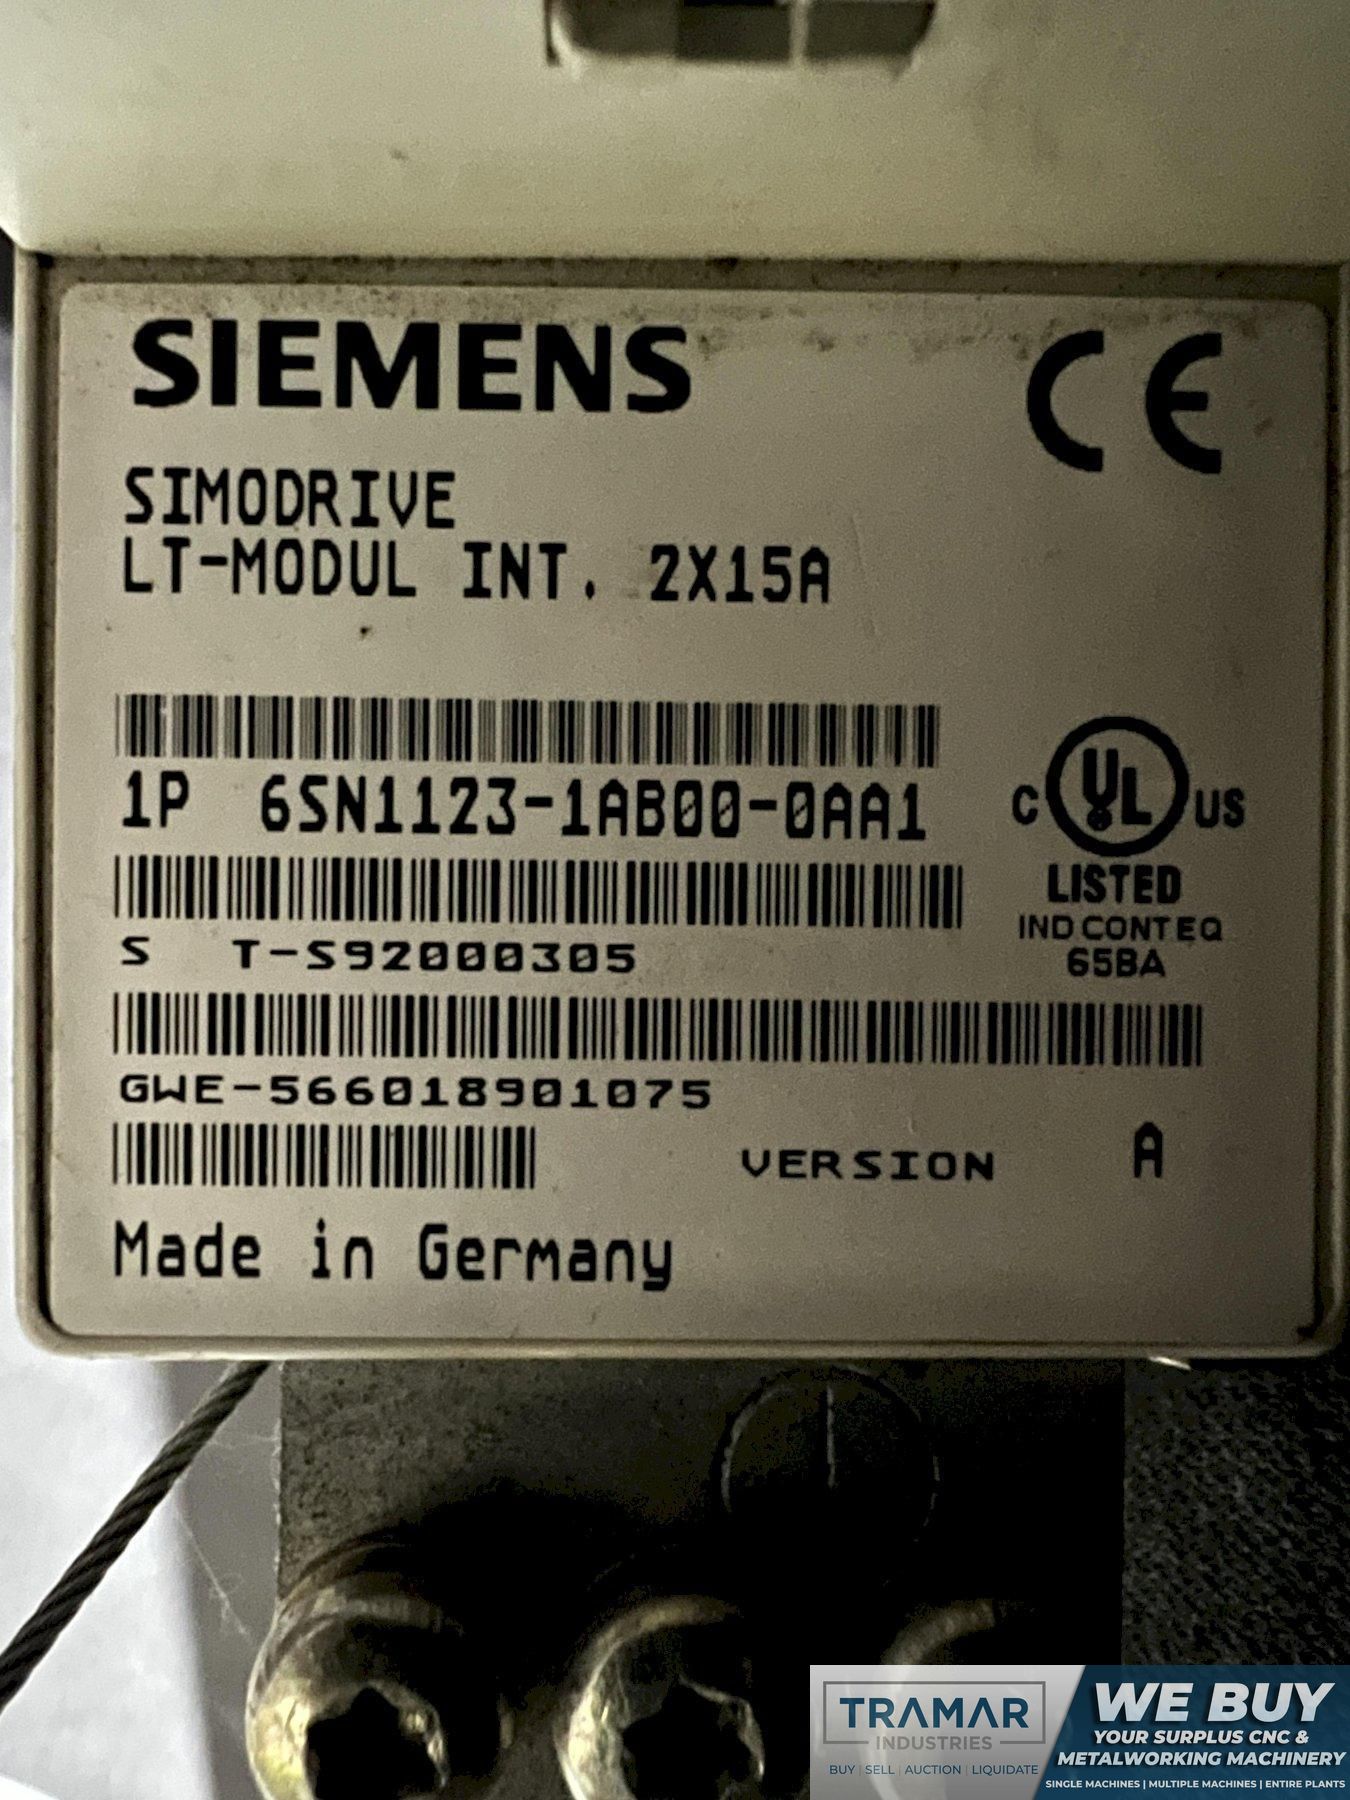 SIEMENS
CE
SIMODRIVE
LT-MODUL INT. 2X15A
1P 6SN1123-1AB00-0AA1
C UL US
LISTED
IND CONT EQ
65BA
S T-S92000305
GWE-566018901075
VERSION A
Made in Germany
TRAMAR
INDUSTRIES
BUY | SELL | AUCTION | LIQUIDATE
WE BUY
YOUR SURPLUS CNC &
METALWORKING MACHINERY
SINGLE MACHINES | MULTIPLE MACHINES | ENTIRE PLANTS